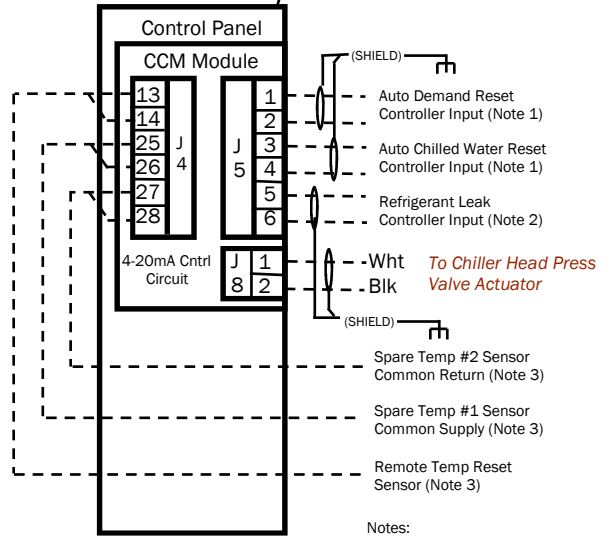 Control Panel
CCM Module
(SHIELD)
13
14
25
26
27
28
J
4
J
5
1
2
3
4
5
6
Auto Demand Reset
Controller Input (Note 1)
Auto Chilled Water Reset
Controller Input (Note 1)
Refrigerant Leak
Controller Input (Note 2)
4-20mA Cntrl
Circuit
J
8
1
2
Wht
Blk
To Chiller Head Press
Valve Actuator
(SHIELD)
Spare Temp #2 Sensor
Common Return (Note 3)
Spare Temp #1 Sensor
Common Supply (Note 3)
Remote Temp Reset
Sensor (Note 3)
Notes: